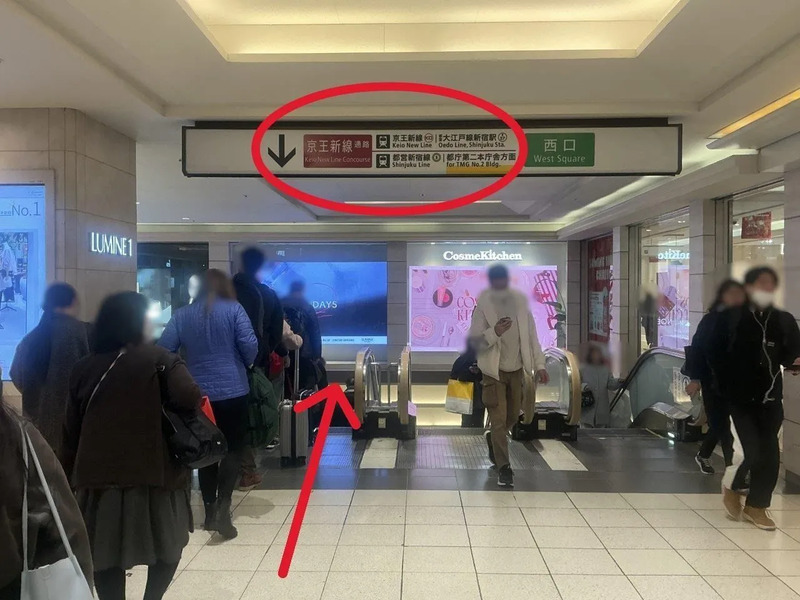 京王新線通路
Keio New Line Concourse
京王新線
Keio New Line
都営新宿線
Shinjuku Line
大江戸線新宿駅
Oedo Line, Shinjuku Sta.
都庁第二本庁舎方面
for TMG No.2 Bldg.
西口
West Square
No.1
LUMINE 1
DAYS
CosmeKitchen